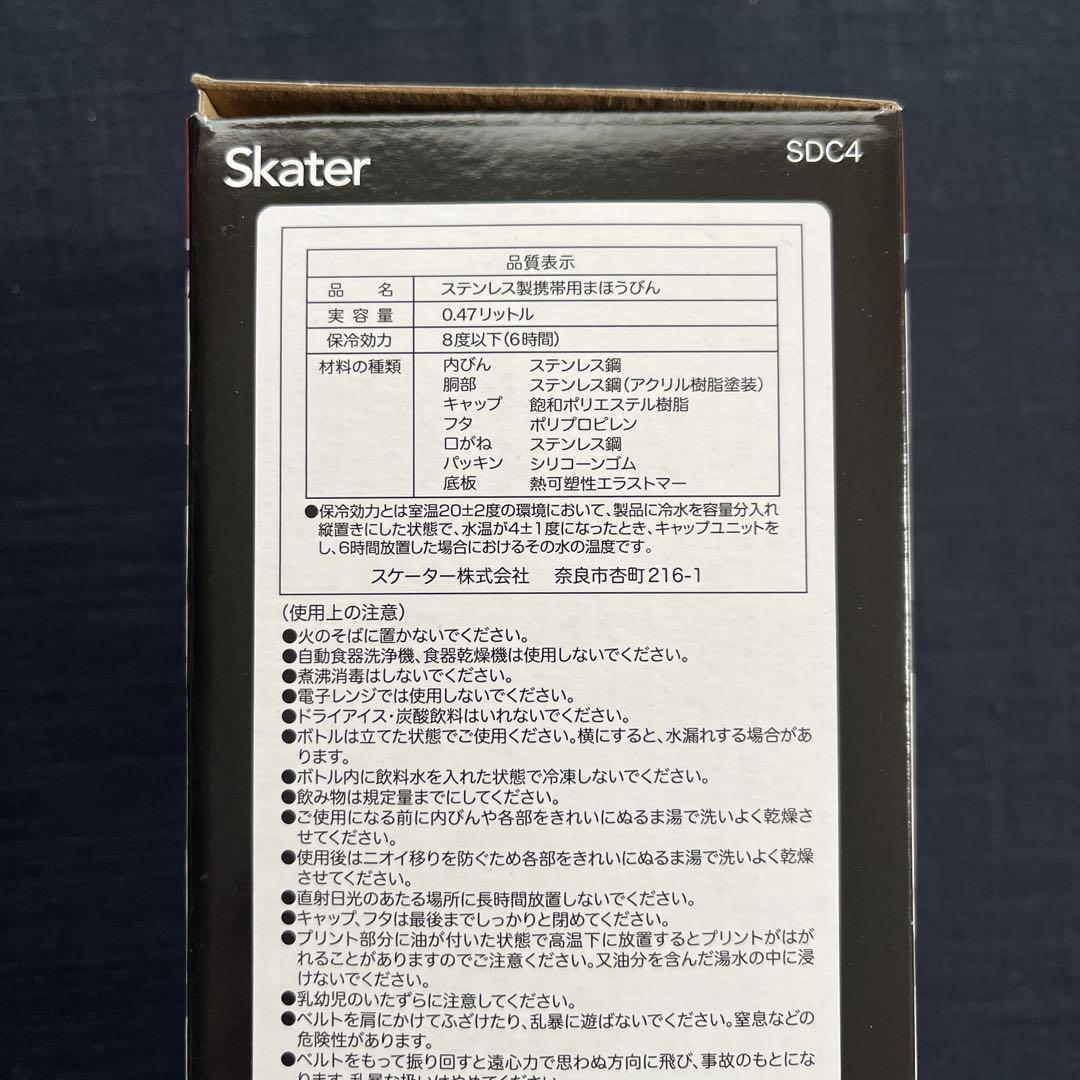 Skater
SDC4
品質表示
品　名　ステンレス製携帯用まほうびん
実容量　0.47リットル
保冷効力　8度以下(6時間)
材料の種類　内びん　ステンレス鋼
胴部　ステンレス鋼(アクリル樹脂塗装)
キャップ　飽和ポリエステル樹脂
フタ　ポリプロピレン
口がね　ステンレス鋼
パッキン　シリコーンゴム
底板　熱可塑性エラストマー
●保冷効力とは室温20±2度の環境において、製品に冷水を容量分入れ
縦置きにした状態で、水温が4±1度になったとき、キャップユニットを
し、6時間放置した場合におけるその水の温度です。
スケーター株式会社　奈良市杏町216-1
(使用上の注意)
●火のそばに置かないでください。
●自動食器洗浄機、食器乾燥機は使用しないでください。
●煮沸消毒はしないでください。
●電子レンジでは使用しないでください。
●ドライアイス・炭酸飲料はいれないでください。
●ボトルは立てた状態でご使用ください。横にすると、水漏れする場合があ
ります。
●ボトル内に飲料水を入れた状態で冷凍しないでください。
●飲み物は規定量までにしてください。
●ご使用になる前に内びんや各部をきれいにぬるま湯で洗いよく乾燥さ
せてください。
●使用後はニオイ移りを防ぐため各部をきれいにぬるま湯で洗いよく乾燥
させてください。
●直射日光のあたる場所に長時間放置しないでください。
●キャップ、フタは最後までしっかりと閉めてください。
●プリント部分に油が付いた状態で高温下に放置するとプリントがはが
れることがありますのでご注意ください。又油分を含んだ湯水の中に浸
けないでください。
●乳幼児のいたずらに注意してください。
●ベルトを肩にかけてふざけたり、乱暴に遊ばないでください。窒息などの
危険性があります。
●ベルトをもって振り回すと遠心力で思わぬ方向に飛び、事故のもとにな
ります。乱暴な扱いはやめてください。